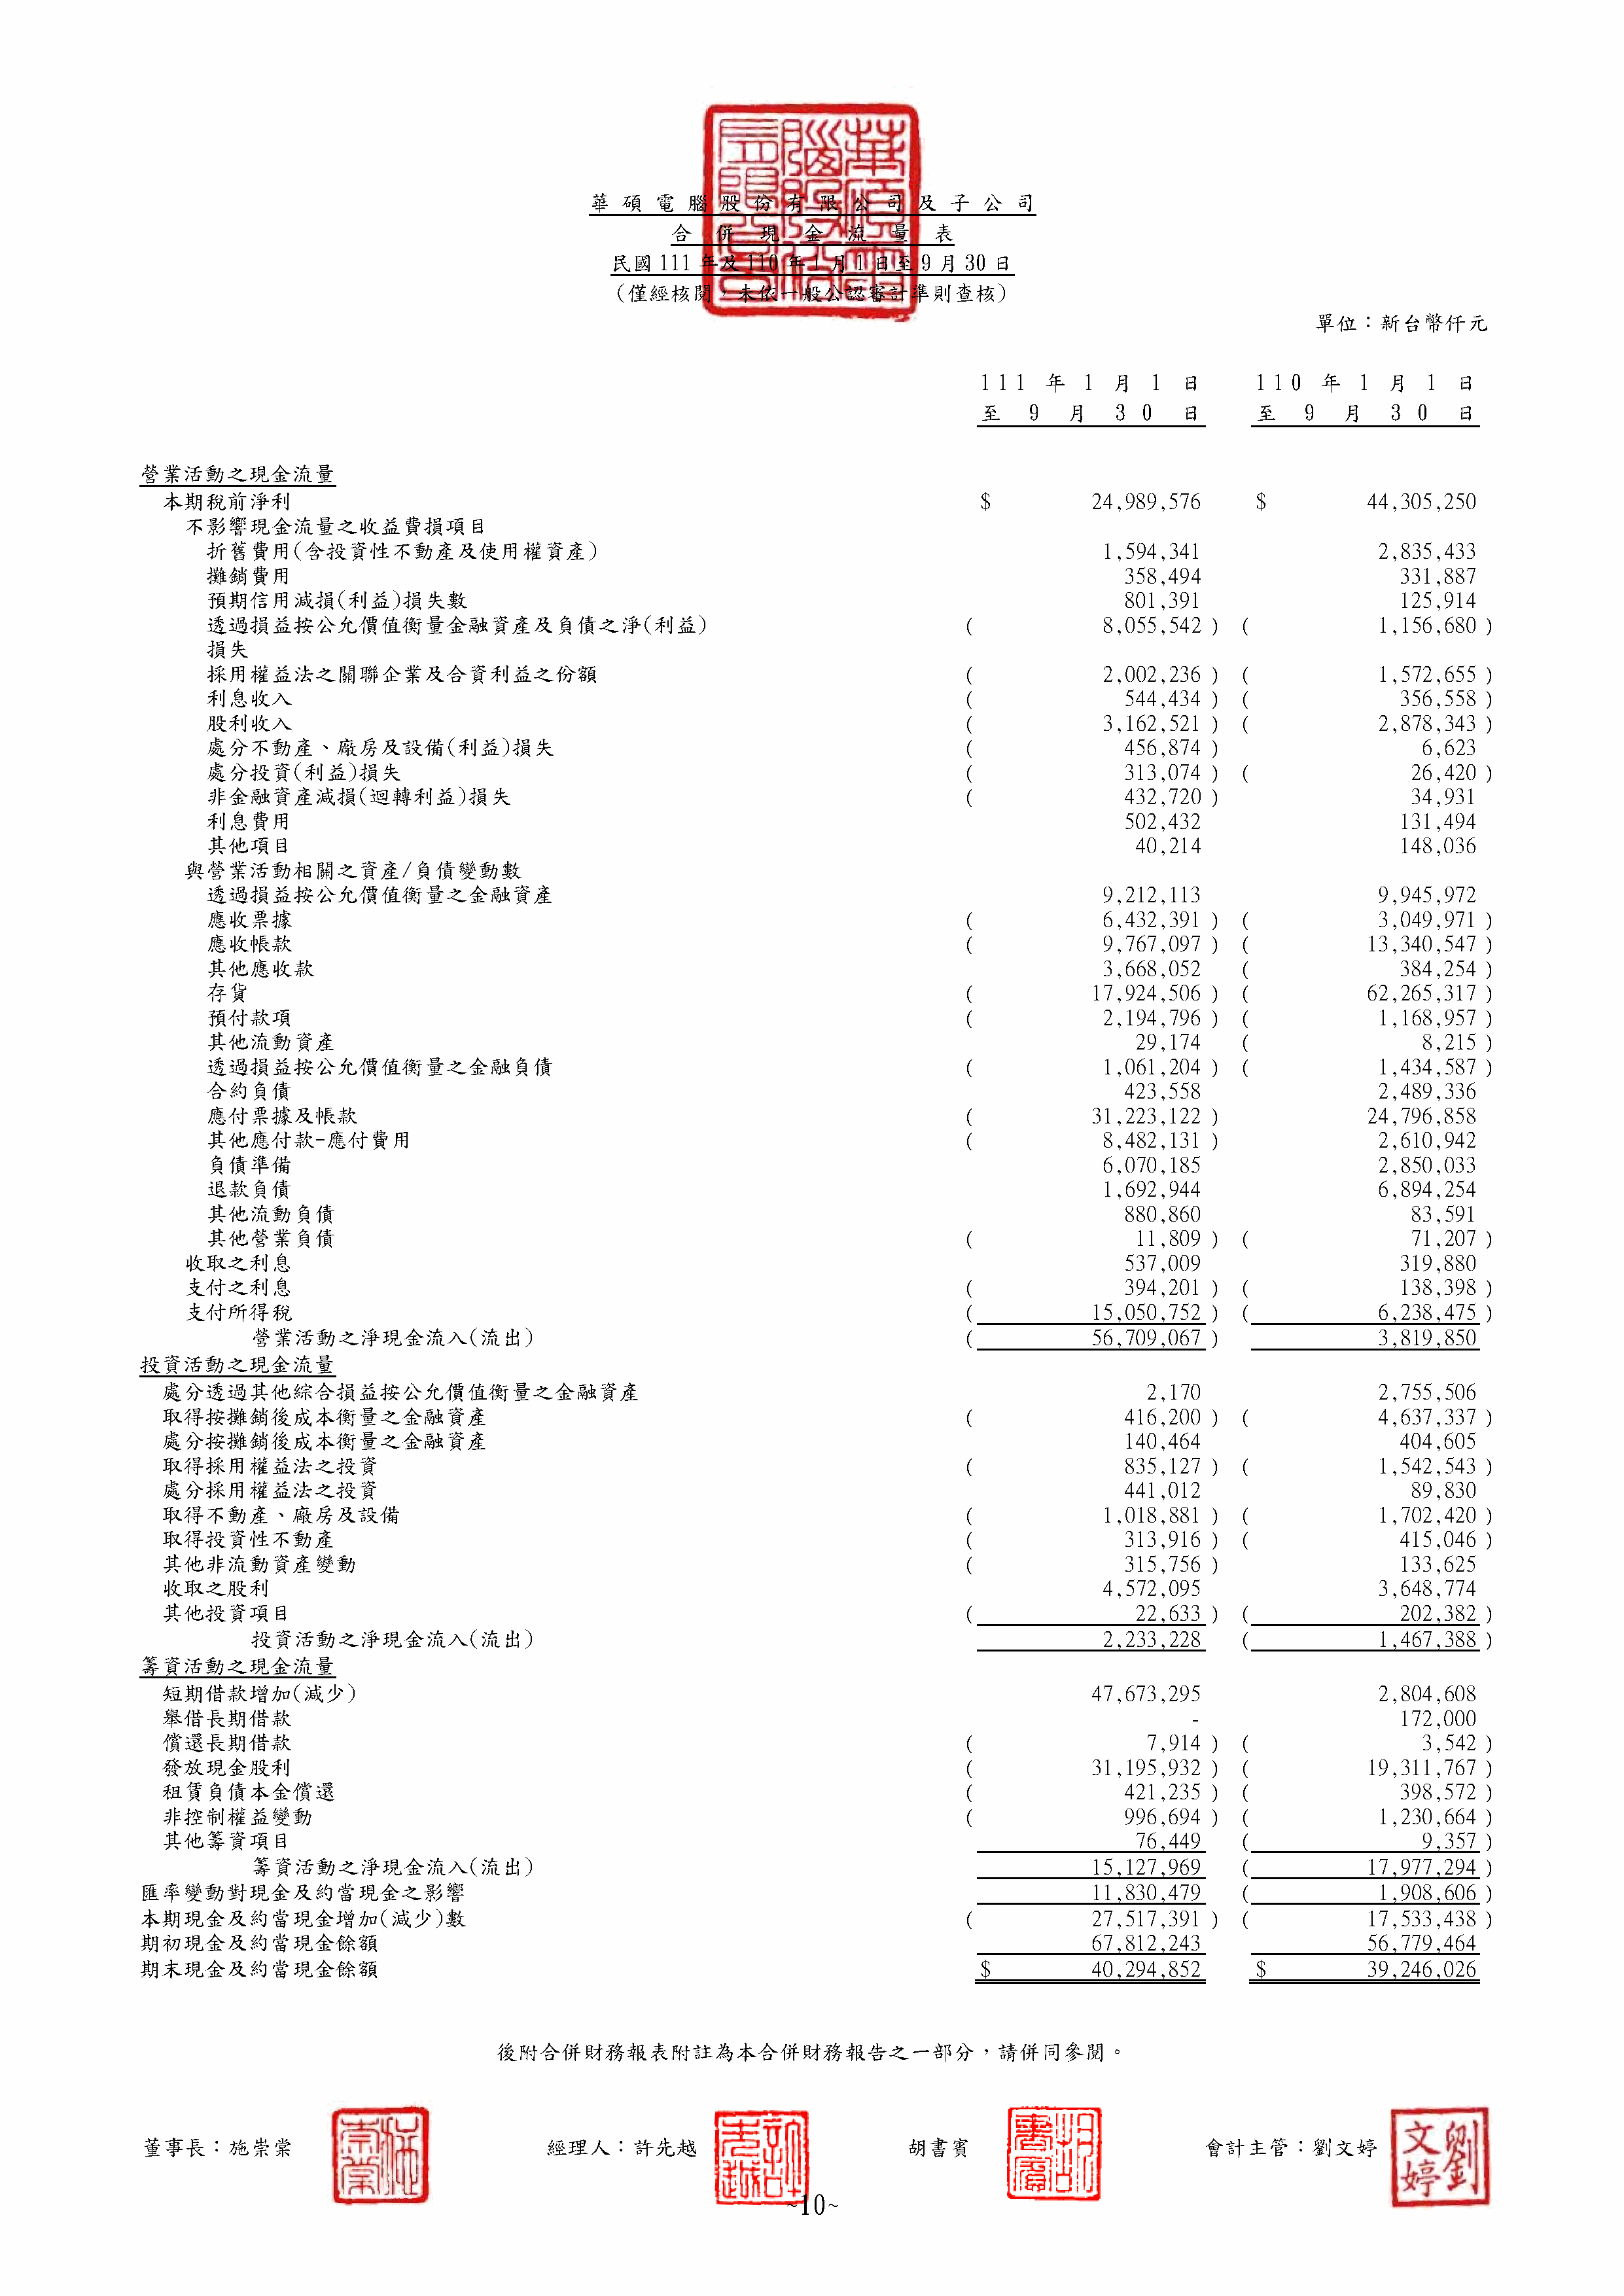 華碩電腦股份有限公司及子公司
合併現金流量表
民國111年及110年1月1日至9月30日
(僅經核閱,未依一般公認審計準則查核)
單位:新台幣仟元
111 年 1 月 1 日 110 年 1 月 1 日
至 9 月 30 日 至 9 月 30 日
營業活動之現金流量
本期稅前淨利 $ 24,989,576 $ 44,305,250
不影響現金流量之收益費損項目
折舊費用(含投資性不動產及使用權資產) 1,594,341 2,835,433
攤銷費用 358,494 331,887
預期信用減損(利益)損失數 801,391 125,914
透過損益按公允價值衡量金融資產及負債之淨(利益) ( 8,055,542 ) ( 1,156,680 )
損失
採用權益法之關聯企業及合資利益之份額 ( 2,002,236 ) ( 1,572,655 )
利息收入 ( 544,434 ) ( 356,558 )
股利收入 ( 3,162,521 ) ( 2,878,343 )
處分不動產、廠房及設備(利益)損失 ( 456,874 ) 6,623
處分投資(利益)損失 ( 313,074 ) ( 26,420 )
非金融資產減損(迴轉利益)損失 ( 432,720 ) 34,931
利息費用 502,432 131,494
其他項目 40,214 148,036
與營業活動相關之資產/負債變動數
透過損益按公允價值衡量之金融資產 9,212,113 9,945,972
應收票據 ( 6,432,391 ) ( 3,049,971 )
應收帳款 ( 9,767,097 ) ( 13,340,547 )
其他應收款 3,668,052 ( 384,254 )
存貨 ( 17,924,506 ) ( 62,265,317 )
預付款項 ( 2,194,796 ) ( 1,168,957 )
其他流動資產 29,174 ( 8,215 )
透過損益按公允價值衡量之金融負債 ( 1,061,204 ) ( 1,434,587 )
合約負債 423,558 2,489,336
應付票據及帳款 ( 31,223,122 ) 24,796,858
其他應付款-應付費用 ( 8,482,131 ) 2,610,942
負債準備 6,070,185 2,850,033
退款負債 1,692,944 6,894,254
其他流動負債 880,860 83,591
其他營業負債 ( 11,809 ) ( 71,207 )
收取之利息 537,009 319,880
支付之利息 ( 394,201 ) ( 138,398 )
支付所得稅 ( 15,050,752 ) ( 6,238,475 )
營業活動之淨現金流入(流出) ( 56,709,067 ) 3,819,850
投資活動之現金流量
處分透過其他綜合損益按公允價值衡量之金融資產 2,170 2,755,506
取得按攤銷後成本衡量之金融資產 ( 416,200 ) ( 4,637,337 )
處分按攤銷後成本衡量之金融資產 140,464 404,605
取得採用權益法之投資 ( 835,127 ) ( 1,542,543 )
處分採用權益法之投資 441,012 89,830
取得不動產、廠房及設備 ( 1,018,881 ) ( 1,702,420 )
取得投資性不動產 ( 313,916 ) ( 415,046 )
其他非流動資產變動 ( 315,756 ) 133,625
收取之股利 4,572,095 3,648,774
其他投資項目 ( 22,633 ) ( 202,382 )
投資活動之淨現金流入(流出) 2,233,228 ( 1,467,388 )
籌資活動之現金流量
短期借款增加(減少) 47,673,295 2,804,608
舉借長期借款 - 172,000
償還長期借款 ( 7,914 ) ( 3,542 )
發放現金股利 ( 31,195,932 ) ( 19,311,767 )
租賃負債本金償還 ( 421,235 ) ( 398,572 )
非控制權益變動 ( 996,694 ) ( 1,230,664 )
其他籌資項目 76,449 ( 9,357 )
籌資活動之淨現金流入(流出) 15,127,969 ( 17,977,294 )
匯率變動對現金及約當現金之影響 11,830,479 ( 1,908,606 )
本期現金及約當現金增加(減少)數 ( 27,517,391 ) ( 17,533,438 )
期初現金及約當現金餘額 67,812,243 56,779,464
期末現金及約當現金餘額 $ 40,294,852 $ 39,246,026
後附合併財務報表附註為本合併財務報告之一部分,請併同參閱。
董事長:施崇棠 經理人:許先越 胡書賓 會計主管:劉文婷
施崇棠 許先越 胡書賓 劉文婷
~10~